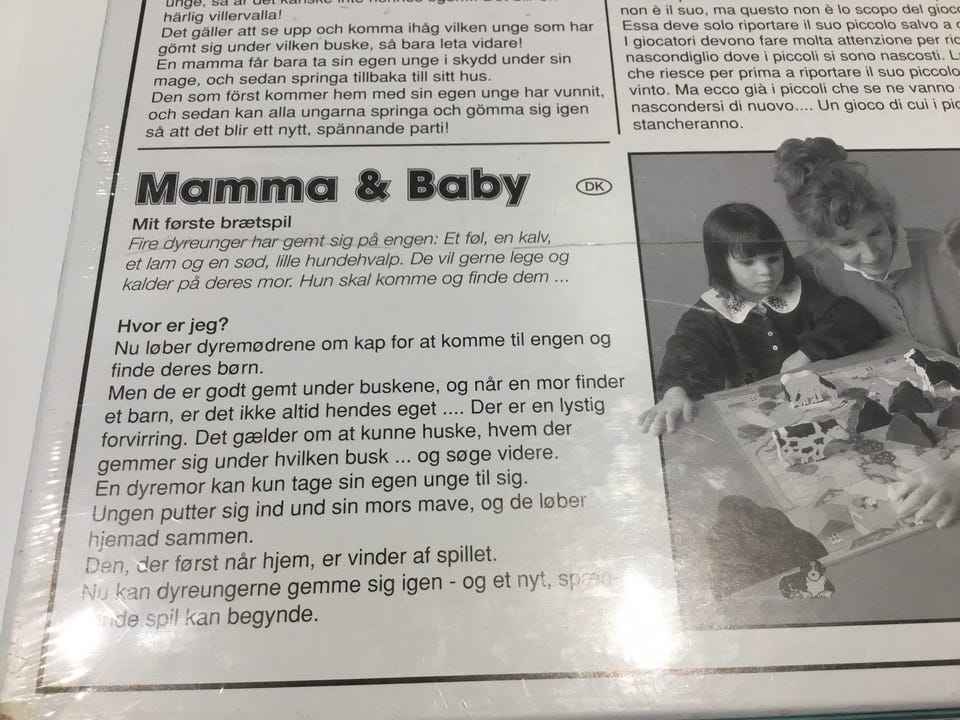 unge, så är det kanske inte hennes egen...
härlig villervalla!
Det gäller att se upp och komma ihåg vilken unge som har
gömt sig under vilken buske, så bara leta vidare!
En mamma får bara ta sin egen unge i skydd under sin
mage, och sedan springa tillbaka till sitt hus.
Den som först kommer hem med sin egen unge har vunnit,
och sedan kan alla ungarna springa och gömma sig igen
så att det blir ett nytt, spännande parti!
non è il suo, ma questo non è lo scopo del gioc
Essa deve solo riportare il suo piccolo salvo a
I giocatori devono fare molta attenzione per
nascondiglio dove i piccoli si sono nascosti.
che riesce per prima a riportare il suo piccolo
vinto. Ma ecco già i piccoli che se ne vanno
nascondersi di nuovo.... Un gioco di cui i
stancheranno.
Mamma & Baby DK
Mit første brætspil
Fire dyreunger har gemt sig på engen: Et føl, en kalv,
et lam og en sød, lille hundehvalp. De vil gerne lege og
kalder på deres mor. Hun skal komme og finde dem ...
Hvor er jeg?
Nu løber dyremødrene om kap for at komme til engen og
finde deres børn.
Men de er godt gemt under buskene, og når en mor finder
et barn, er det ikke altid hendes eget .... Der er en lystig
forvirring. Det gælder om at kunne huske, hvem der
gemmer sig under hvilken busk ... og søge videre.
En dyremor kan kun tage sin egen unge til sig.
Ungen putter sig ind und sin mors mave, og de løber
hjemad sammen.
Den, der først når hjem, er vinder af spillet.
Nu kan dyreungerne gemme sig igen - og et nyt, spæn-
nde spil kan begynde.